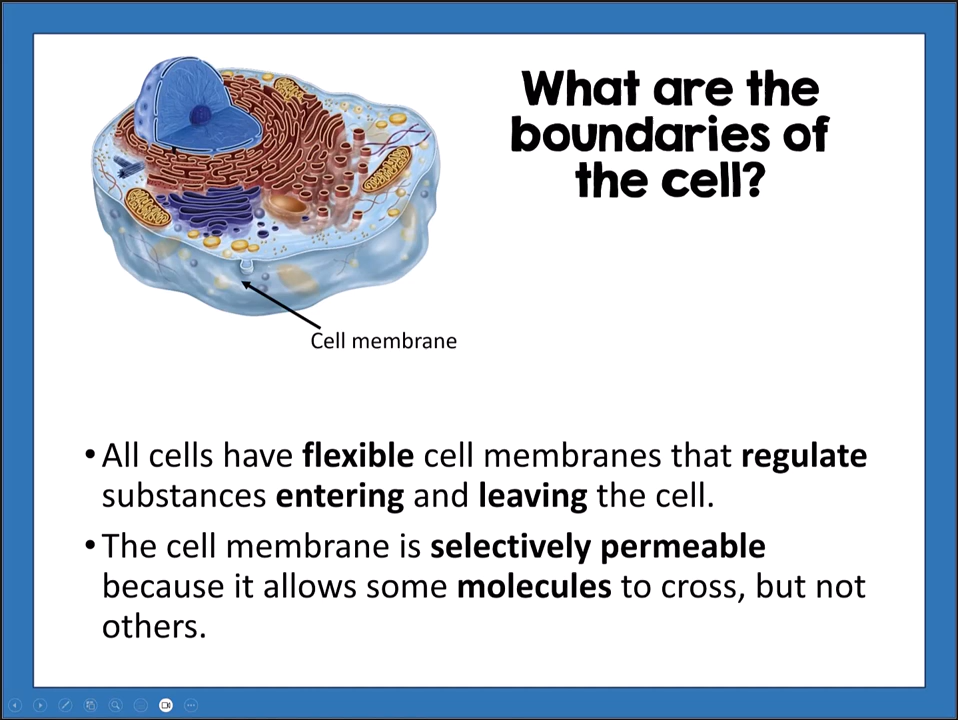 What are the
boundaries of
the cell?
Cell membrane
•All cells have flexible cell membranes that regulate
substances entering and leaving the cell.
•The cell membrane is selectively permeable
because it allows some molecules to cross, but not
others.